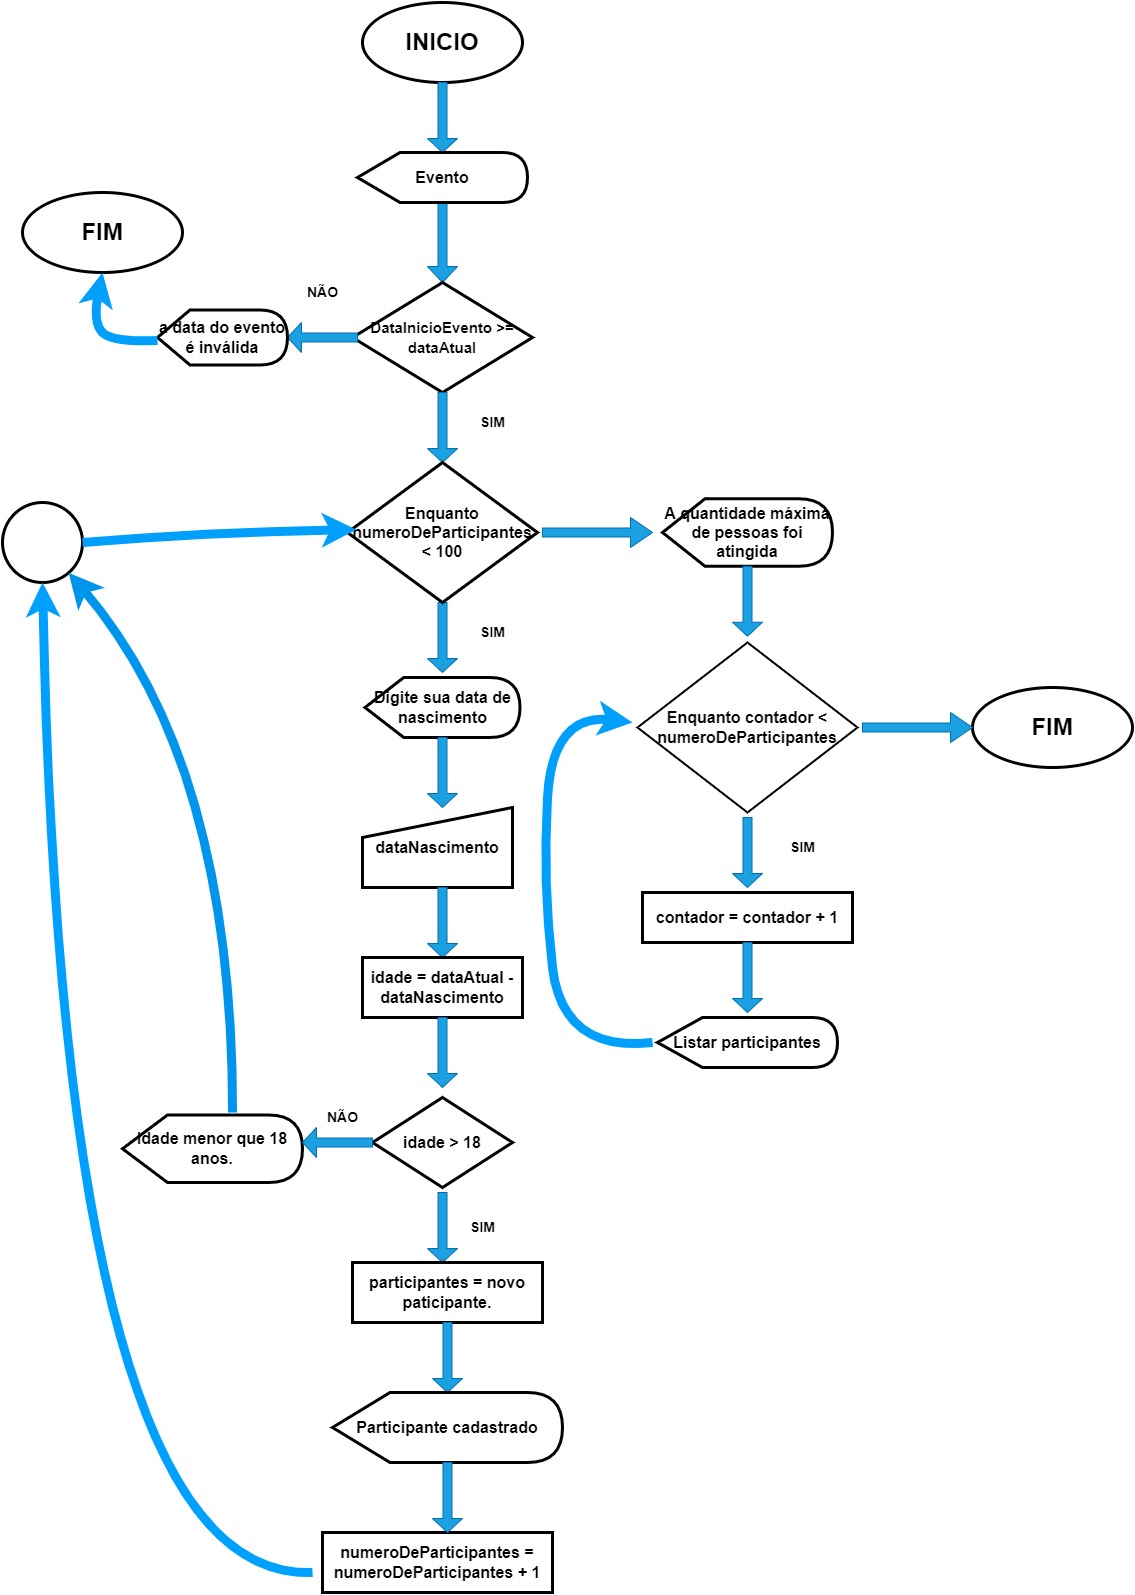 INICIO
Evento
FIM
NÃO
a data do evento
é inválida
DataInicioEvento >=
dataAtual
SIM
Enquanto
numeroDeParticipantes
< 100
A quantidade máxima
de pessoas foi
atingida
SIM
Digite sua data de
nascimento
Enquanto contador <
numeroDeParticipantes
FIM
dataNascimento
SIM
contador = contador + 1
idade = dataAtual -
dataNascimento
Listar participantes
NÃO
Idade menor que 18
anos.
idade > 18
SIM
participantes = novo
paticipante.
Participante cadastrado
numeroDeParticipantes =
numeroDeParticipantes + 1